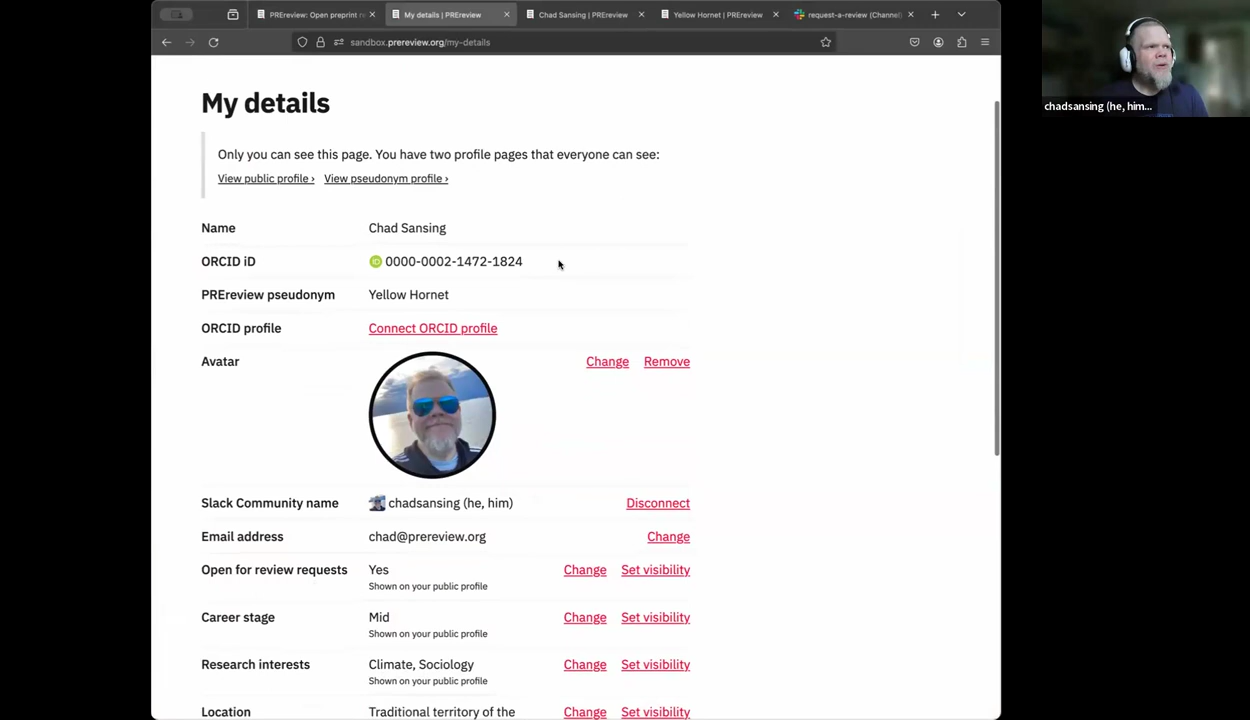 PREreview: Open preprint r
My details | PREreview
Chad Sansing | PREreview
Yellow Hornet | PREreview
request-a-review (Channel)
sandbox.prereview.org/my-details
chadsansing (he, him...
My details
Only you can see this page. You have two profile pages that everyone can see:
View public profile › View pseudonym profile ›
Name Chad Sansing
ORCID iD iD 0000-0002-1472-1824
PREreview pseudonym Yellow Hornet
ORCID profile Connect ORCID profile
Avatar Change Remove
Slack Community name chadsansing (he, him) Disconnect
Email address chad@prereview.org Change
Open for review requests Yes Change Set visibility
Shown on your public profile
Career stage Mid Change Set visibility
Shown on your public profile
Research interests Climate, Sociology Change Set visibility
Shown on your public profile
Location Traditional territory of the Change Set visibility